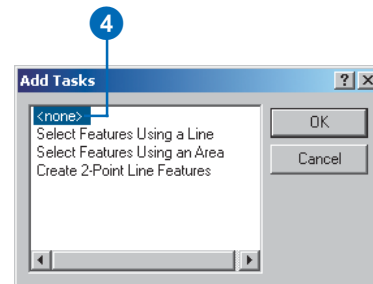 4
Add Tasks
<none>
Select Features Using a Line
Select Features Using an Area
Create 2-Point Line Features
OK
Cancel